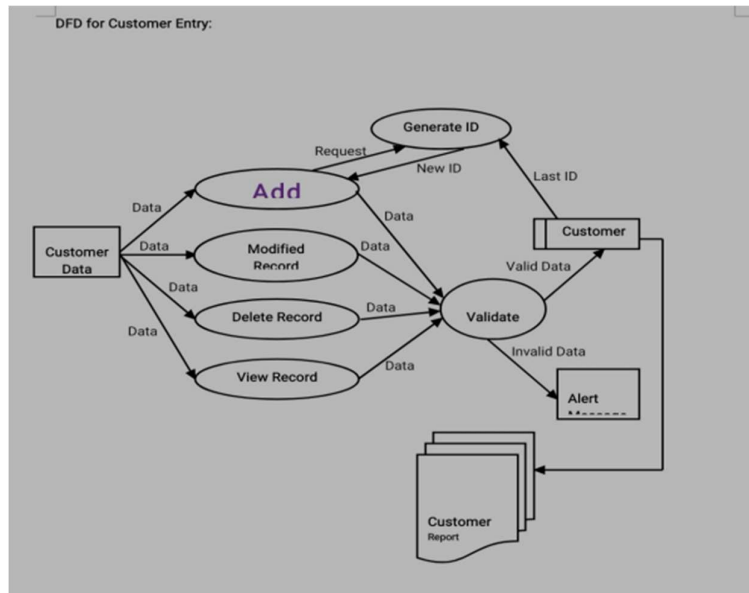 DFD for Customer Entry:
Generate ID
Request
New ID
Last ID
Add
Data
Data
Customer
Customer
Data
Data
Modified
Record
Data
Valid Data
Data
Delete Record
Data
Validate
Data
View Record
Data
Invalid Data
Alert
Customer
Report